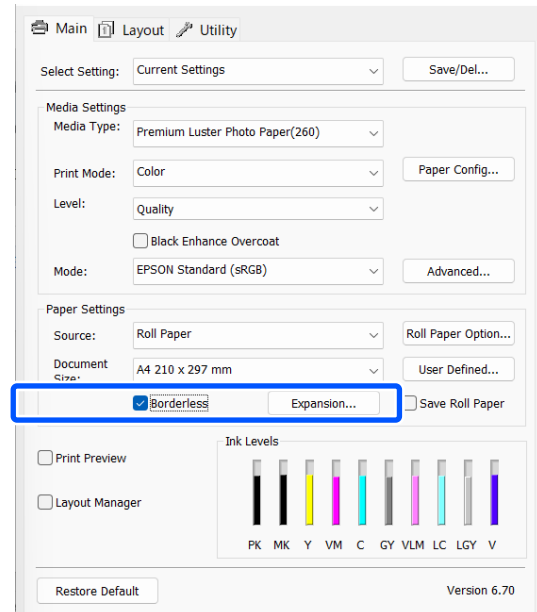 Main Layout Utility
Select Setting: Current Settings Save/Del...
Media Settings
Media Type: Premium Luster Photo Paper(260)
Print Mode: Color Paper Config...
Level: Quality
Black Enhance Overcoat
Mode: EPSON Standard (sRGB) Advanced...
Paper Settings
Source: Roll Paper Roll Paper Option...
Document
Size: A4 210 x 297 mm User Defined...
Borderless Expansion... Save Roll Paper
Print Preview
Ink Levels
Layout Manager
PK MK Y VM C GY VLM LC LGY V
Restore Default Version 6.70